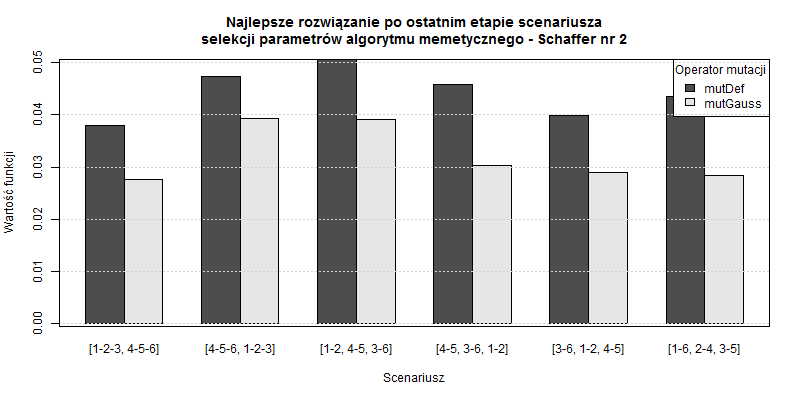 Najlepsze rozwiązanie po ostatnim etapie scenariusza
selekcji parametrów algorytmu memetycznego - Schaffer nr 2
Operator mutacji
mutDef
mutGauss
Wartość funkcji
0.05
0.04
0.03
0.02
0.01
0.00
[1-2-3, 4-5-6]
[4-5-6, 1-2-3]
[1-2, 4-5, 3-6]
[4-5, 3-6, 1-2]
[3-6, 1-2, 4-5]
[1-6, 2-4, 3-5]
Scenariusz